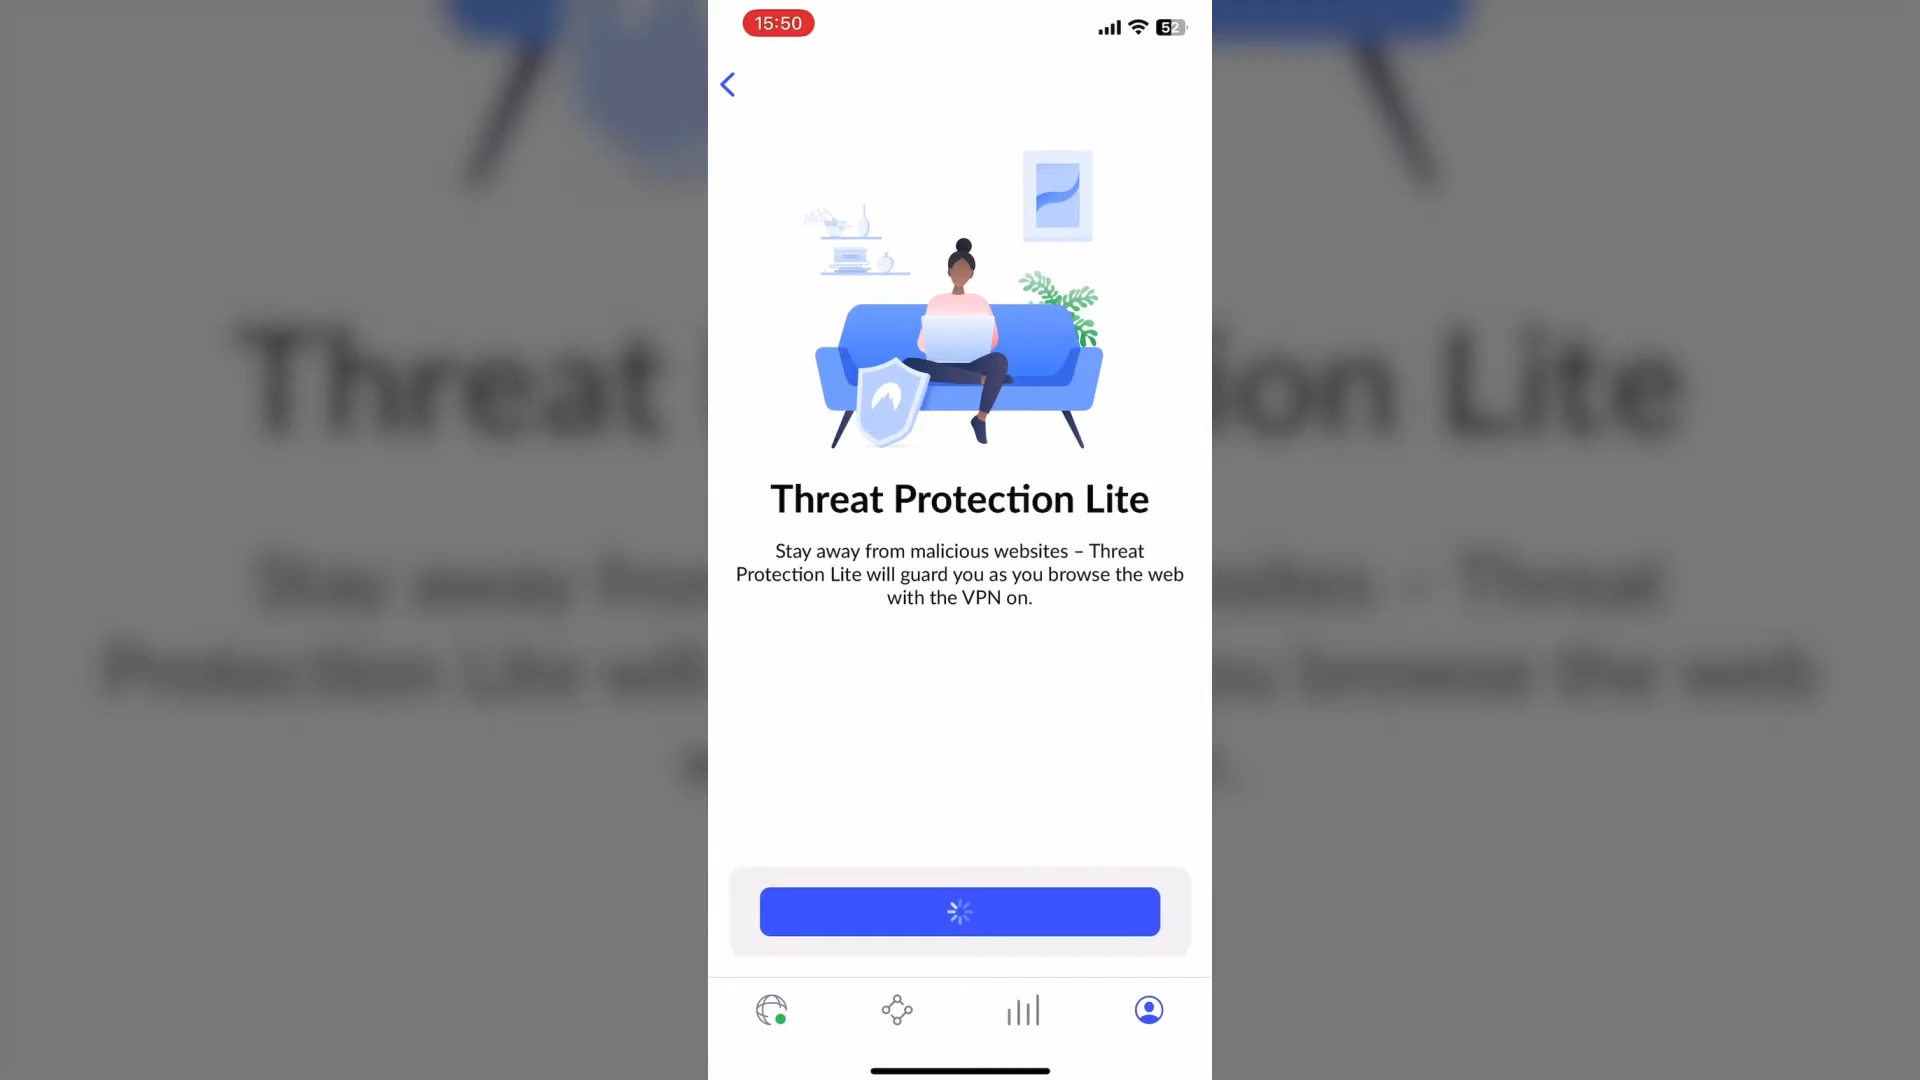 15:50
52
Threat Protection Lite
Stay away from malicious websites – Threat
Protection Lite will guard you as you browse the web
with the VPN on.